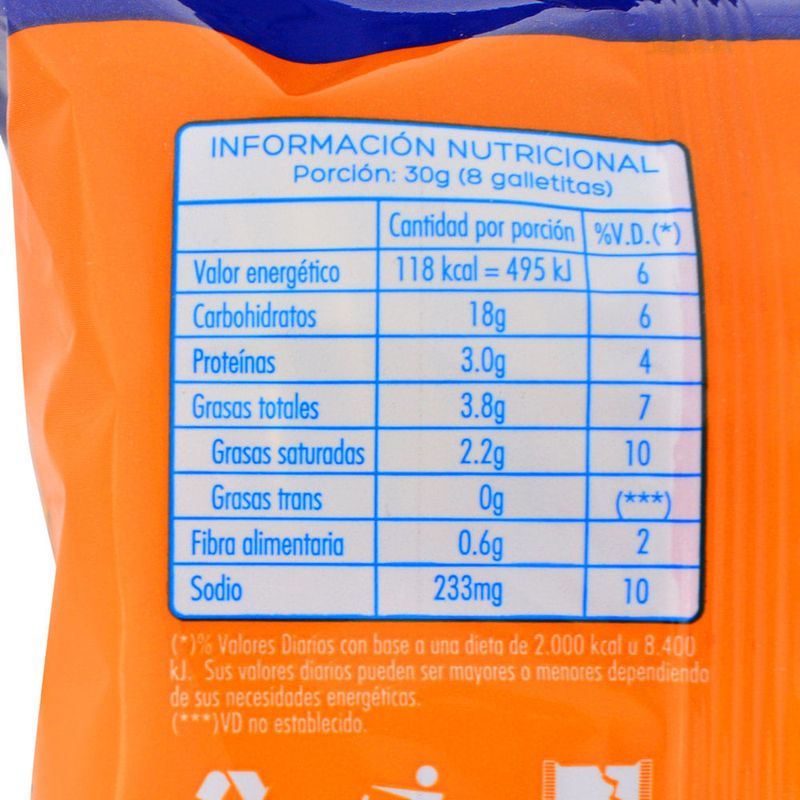 INFORMACIÓN NUTRICIONAL
Porción: 30g (8 galletitas)
Cantidad por porción %V.D.(*)
Valor energético 118 kcal = 495 kJ 6
Carbohidratos 18g 6
Proteínas 3.0g 4
Grasas totales 3.8g 7
Grasas saturadas 2.2g 10
Grasas trans 0g (***)
Fibra alimentaria 0.6g 2
Sodio 233mg 10
(*)% Valores Diarios con base a una dieta de 2.000 kcal u 8.400
kJ. Sus valores diarios pueden ser mayores o menores dependiendo
de sus necesidades energéticas.
(***)VD no establecido.